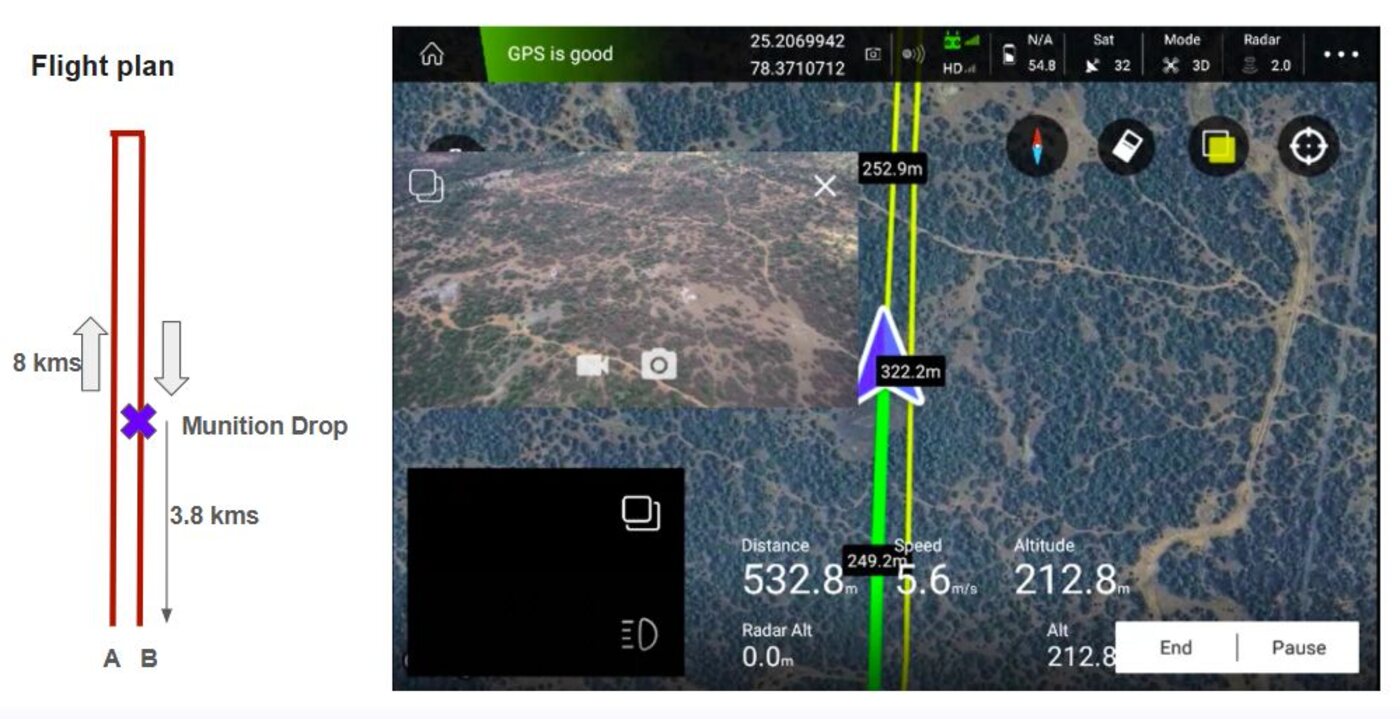 Flight plan
8 kms
Munition Drop
3.8 kms
A B
GPS is good
25.2069942
78.3710712
HD
N/A
54.8
Sat
32
Mode
3D
Radar
2.0
252.9m
322.2m
249.2m
Distance
532.8m
Speed
5.6m/s
Altitude
212.8m
Radar Alt
0.0m
Alt
212.8
End
Pause